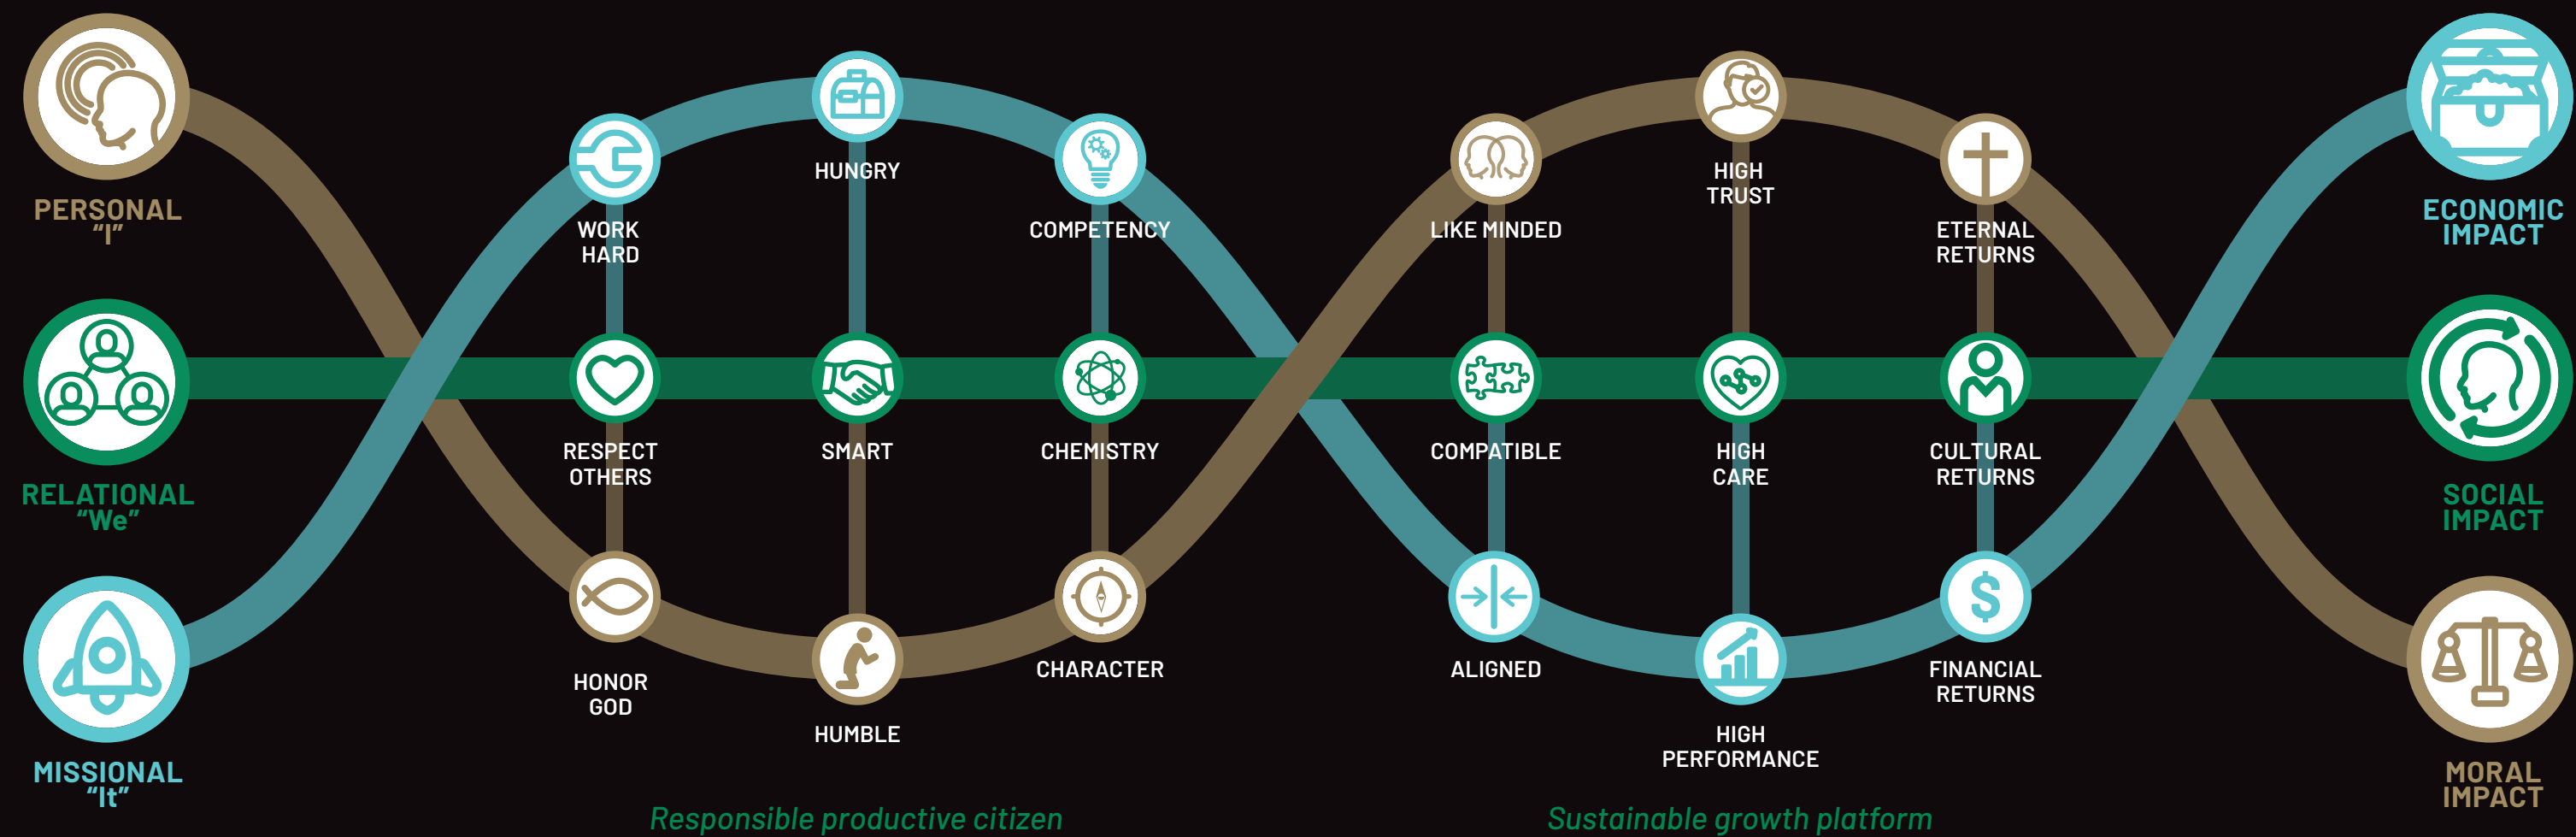 PERSONAL
“I”
RELATIONAL
“We”
MISSIONAL
“It”
WORK
HARD
HUNGRY
COMPETENCY
RESPECT
OTHERS
SMART
CHEMISTRY
HONOR
GOD
HUMBLE
CHARACTER
Responsible productive citizen
LIKE MINDED
HIGH
TRUST
ETERNAL
RETURNS
COMPATIBLE
HIGH
CARE
CULTURAL
RETURNS
ALIGNED
HIGH
PERFORMANCE
FINANCIAL
RETURNS
$
Sustainable growth platform
ECONOMIC
IMPACT
SOCIAL
IMPACT
MORAL
IMPACT